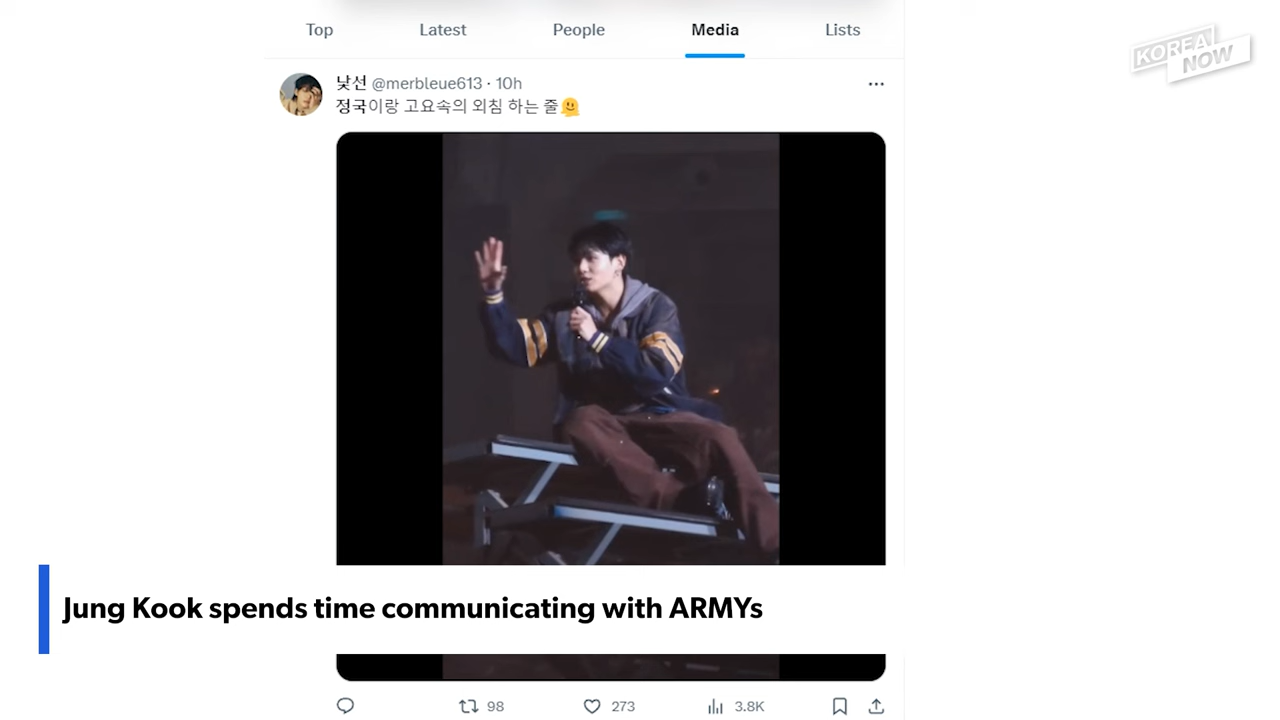 Top Latest People Media Lists
KOREA
NOW
낮선 @merbleue613 · 10h
정국이랑 고요속의 외침 하는 줄🫠
Jung Kook spends time communicating with ARMYs
98 273 3.8K